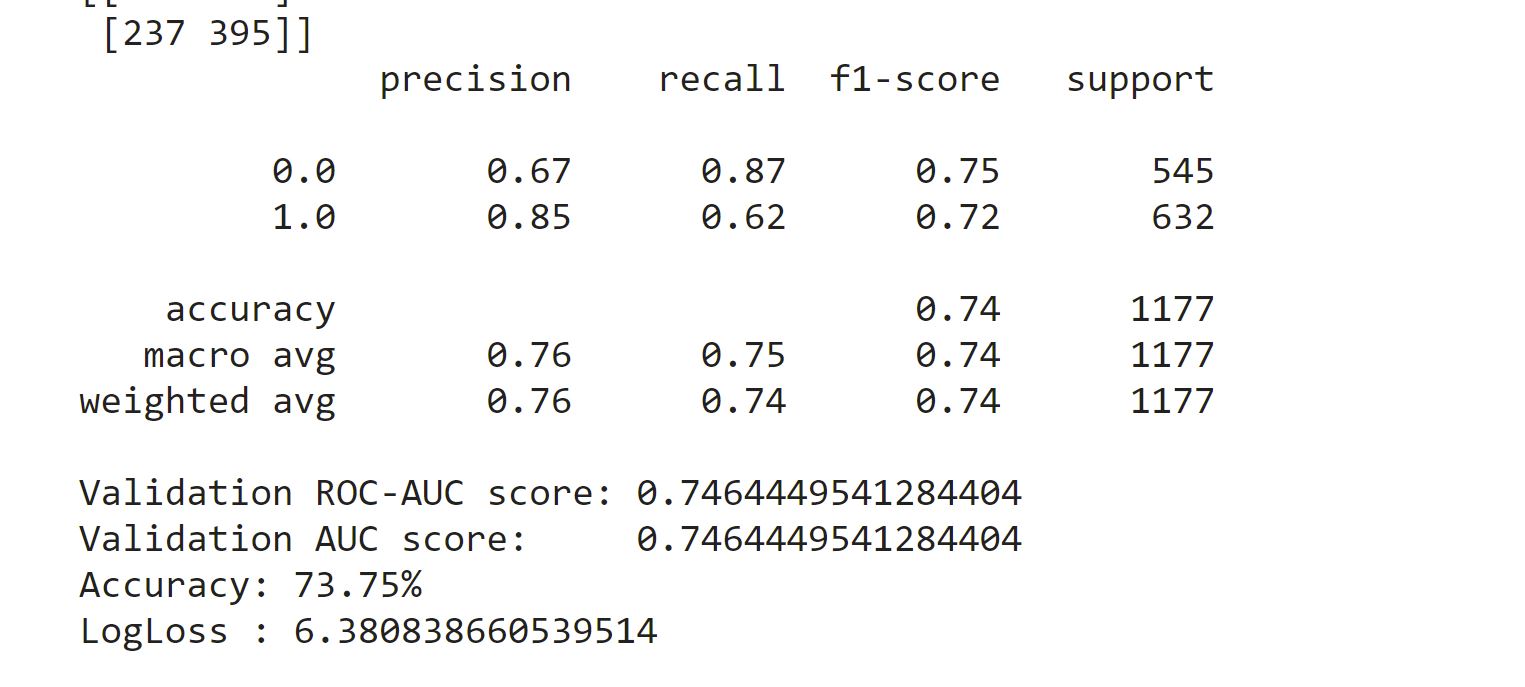 [237 395]]
precision recall f1-score support
0.0 0.67 0.87 0.75 545
1.0 0.85 0.62 0.72 632
accuracy 0.74 1177
macro avg 0.76 0.75 0.74 1177
weighted avg 0.76 0.74 0.74 1177
Validation ROC-AUC score: 0.7464449541284404
Validation AUC score: 0.7464449541284404
Accuracy: 73.75%
LogLoss : 6.380838660539514